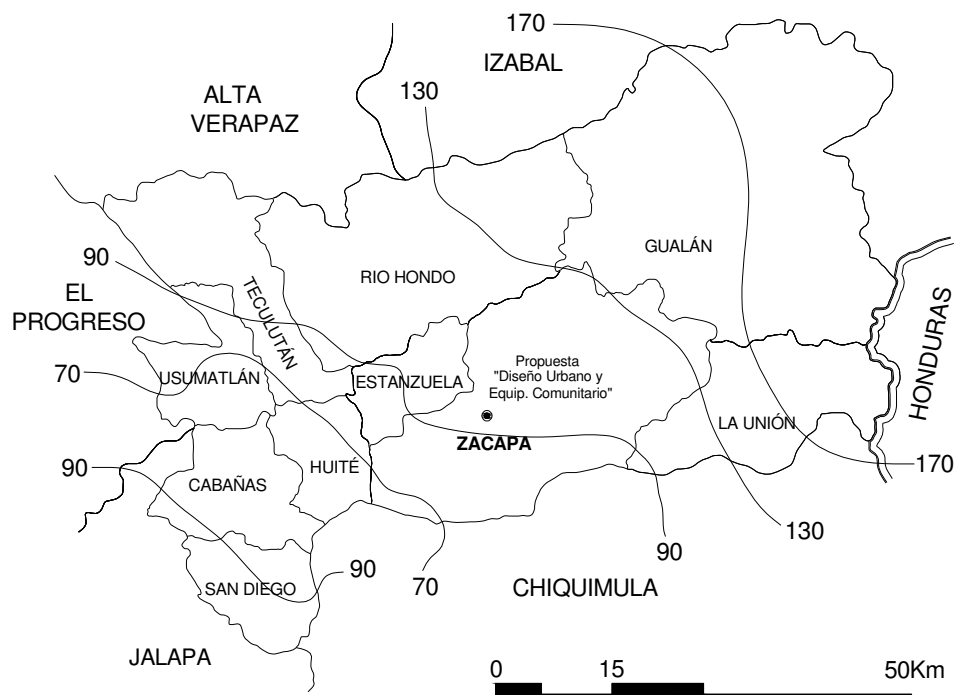 170
IZABAL
130
ALTA
VERAPAZ
GUALÁN
90
RIO HONDO
EL
PROGRESO
TECULUTÁN
HONDURAS
70
USUMATLÁN
ESTANZUELA
Propuesta
"Diseño Urbano y
Equip. Comunitario"
ZACAPA
LA UNIÓN
90
HUITÉ
CABAÑAS
170
130
90
90
70
SAN DIEGO
CHIQUIMULA
JALAPA
0 15 50Km